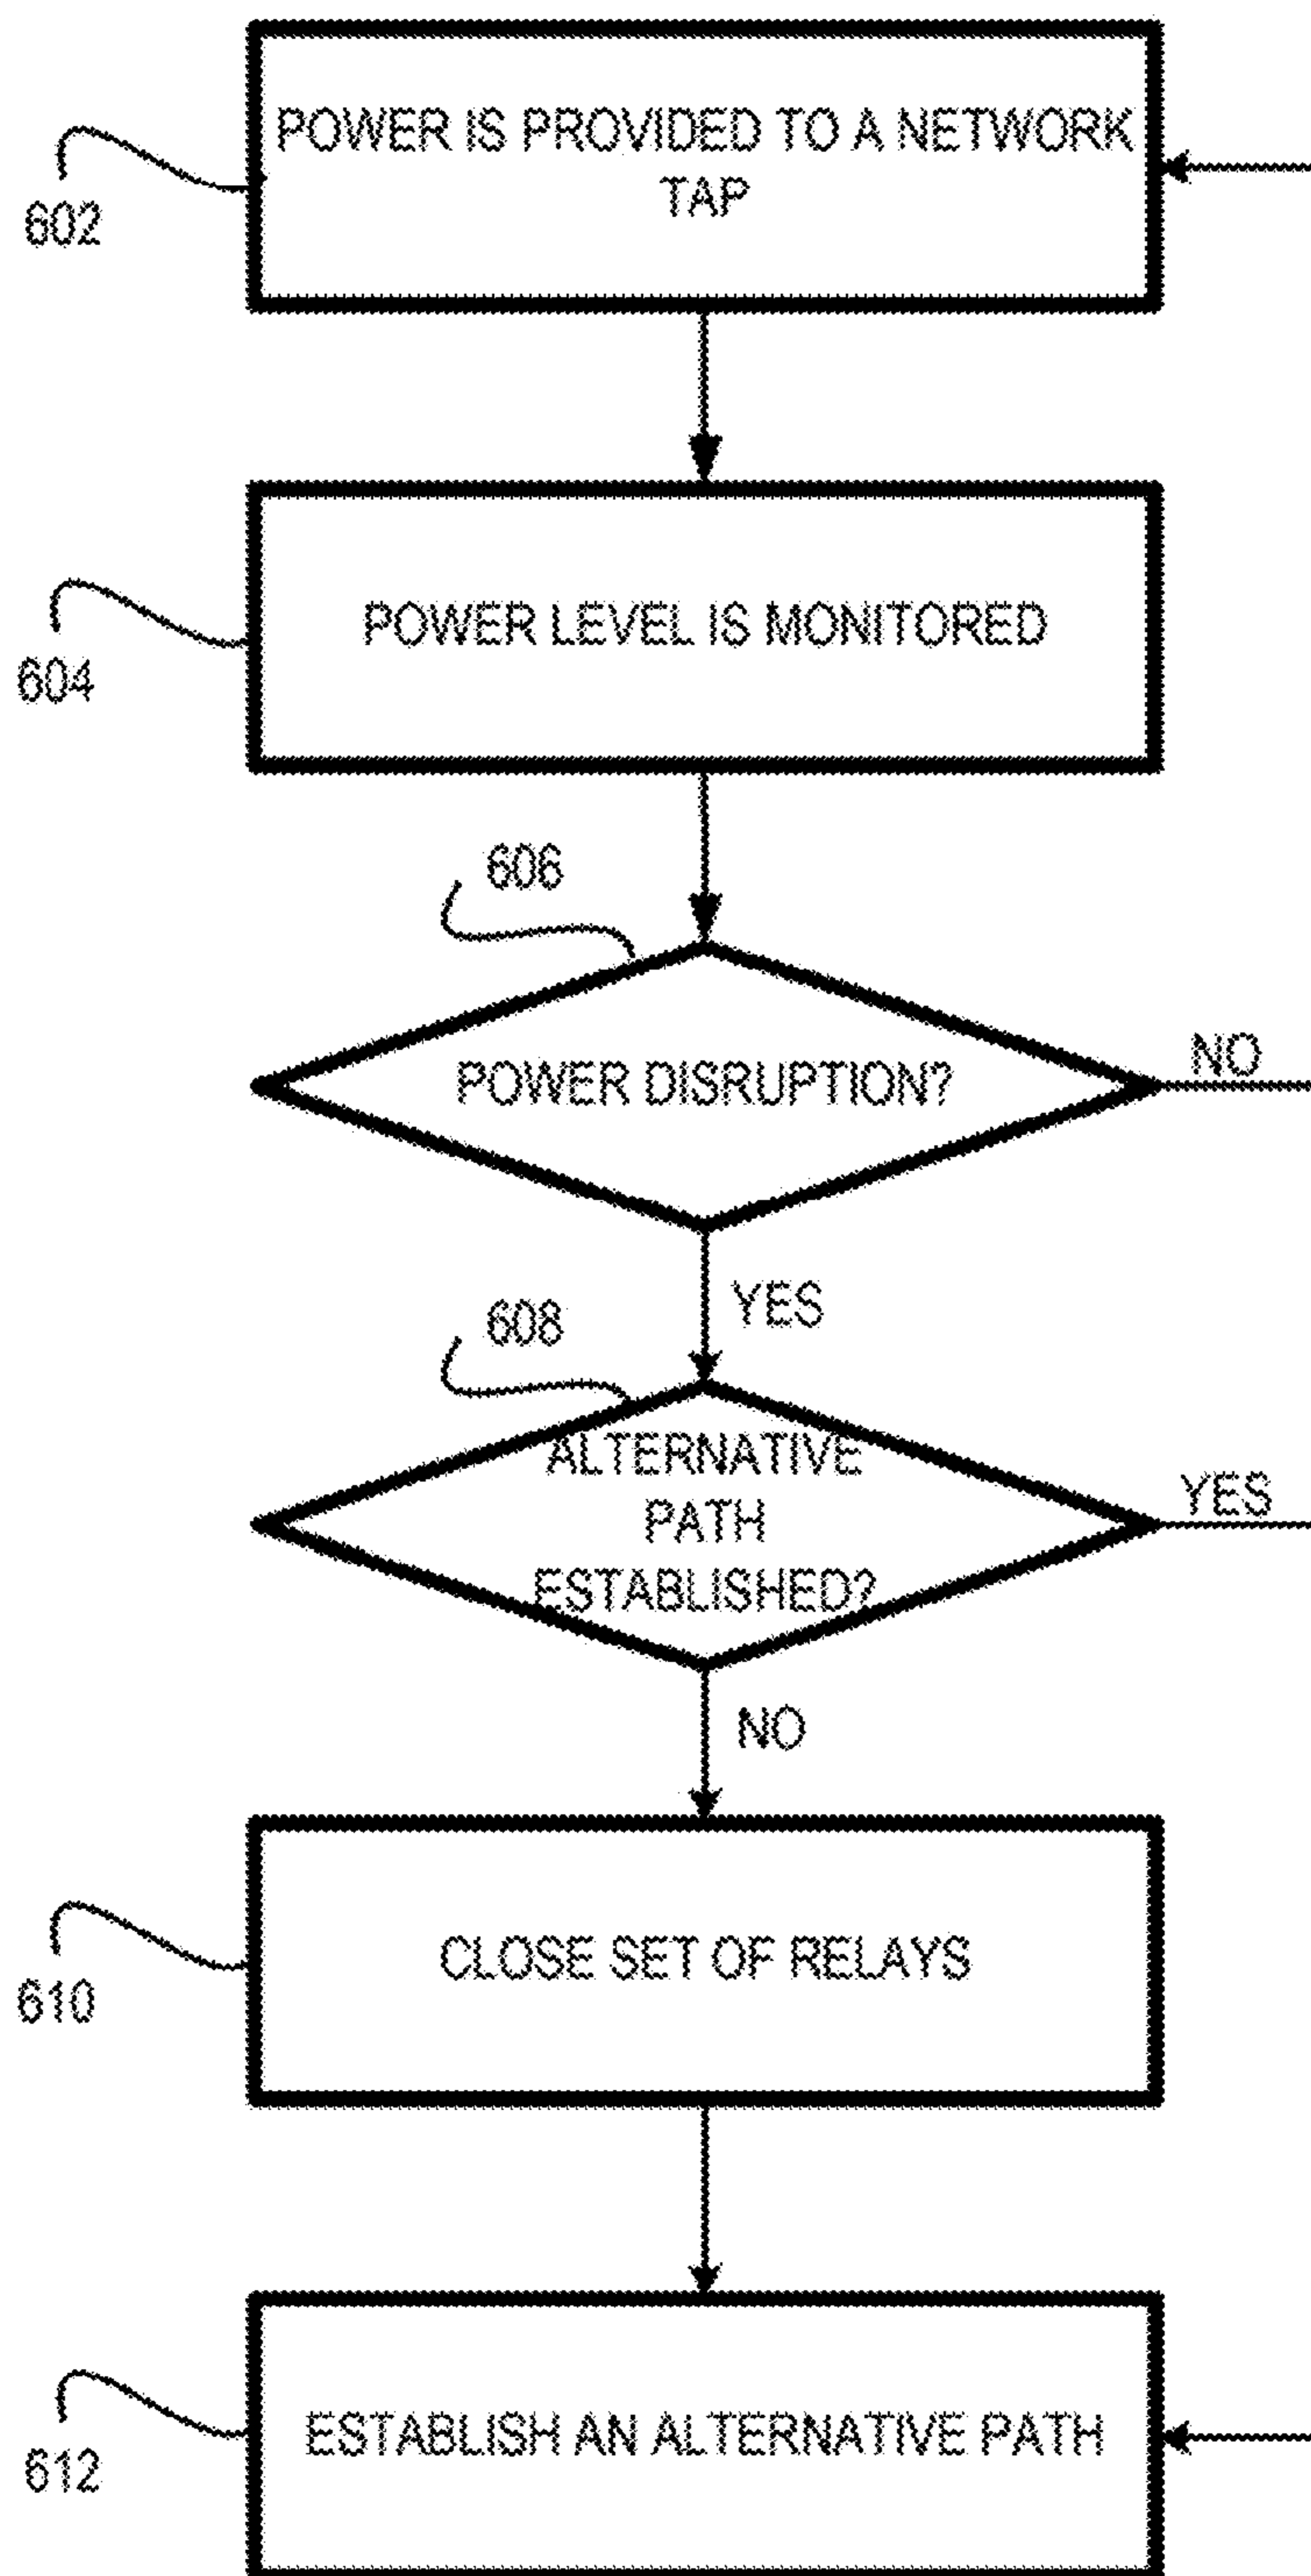 POWER IS PROVIDED TO A NETWORK
TAP
602
POWER LEVEL IS MONITORED
604
606
POWER DISRUPTION?
NO
YES
608
ALTERNATIVE
PATH
ESTABLISHED?
YES
NO
CLOSE SET OF RELAYS
610
ESTABLISH AN ALTERNATIVE PATH
612